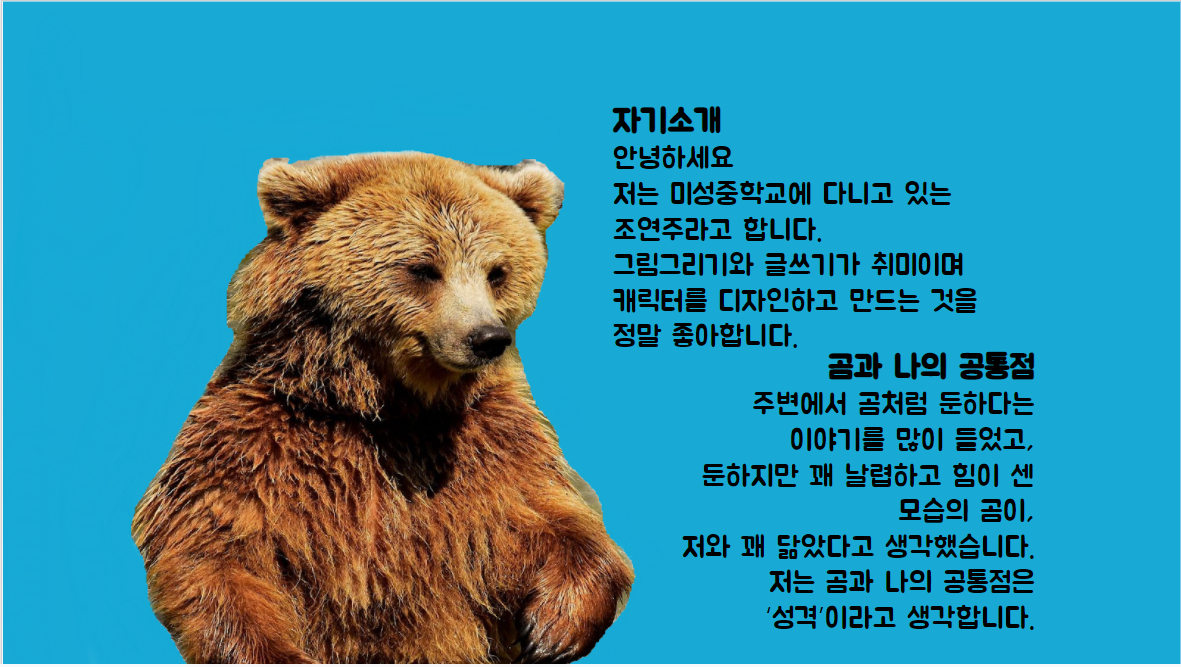 자기소개
안녕하세요
저는 미성중학교에 다니고 있는
조연주라고 합니다.
그림그리기와 글쓰기가 취미이며
캐릭터를 디자인하고 만드는 것을
정말 좋아합니다.
곰과 나의 공통점
주변에서 곰처럼 둔하다는
이야기를 많이 들었고,
둔하지만 꽤 날렵하고 힘이 센
모습의 곰이,
저와 꽤 닮았다고 생각했습니다.
저는 곰과 나의 공통점은
'성격'이라고 생각합니다.